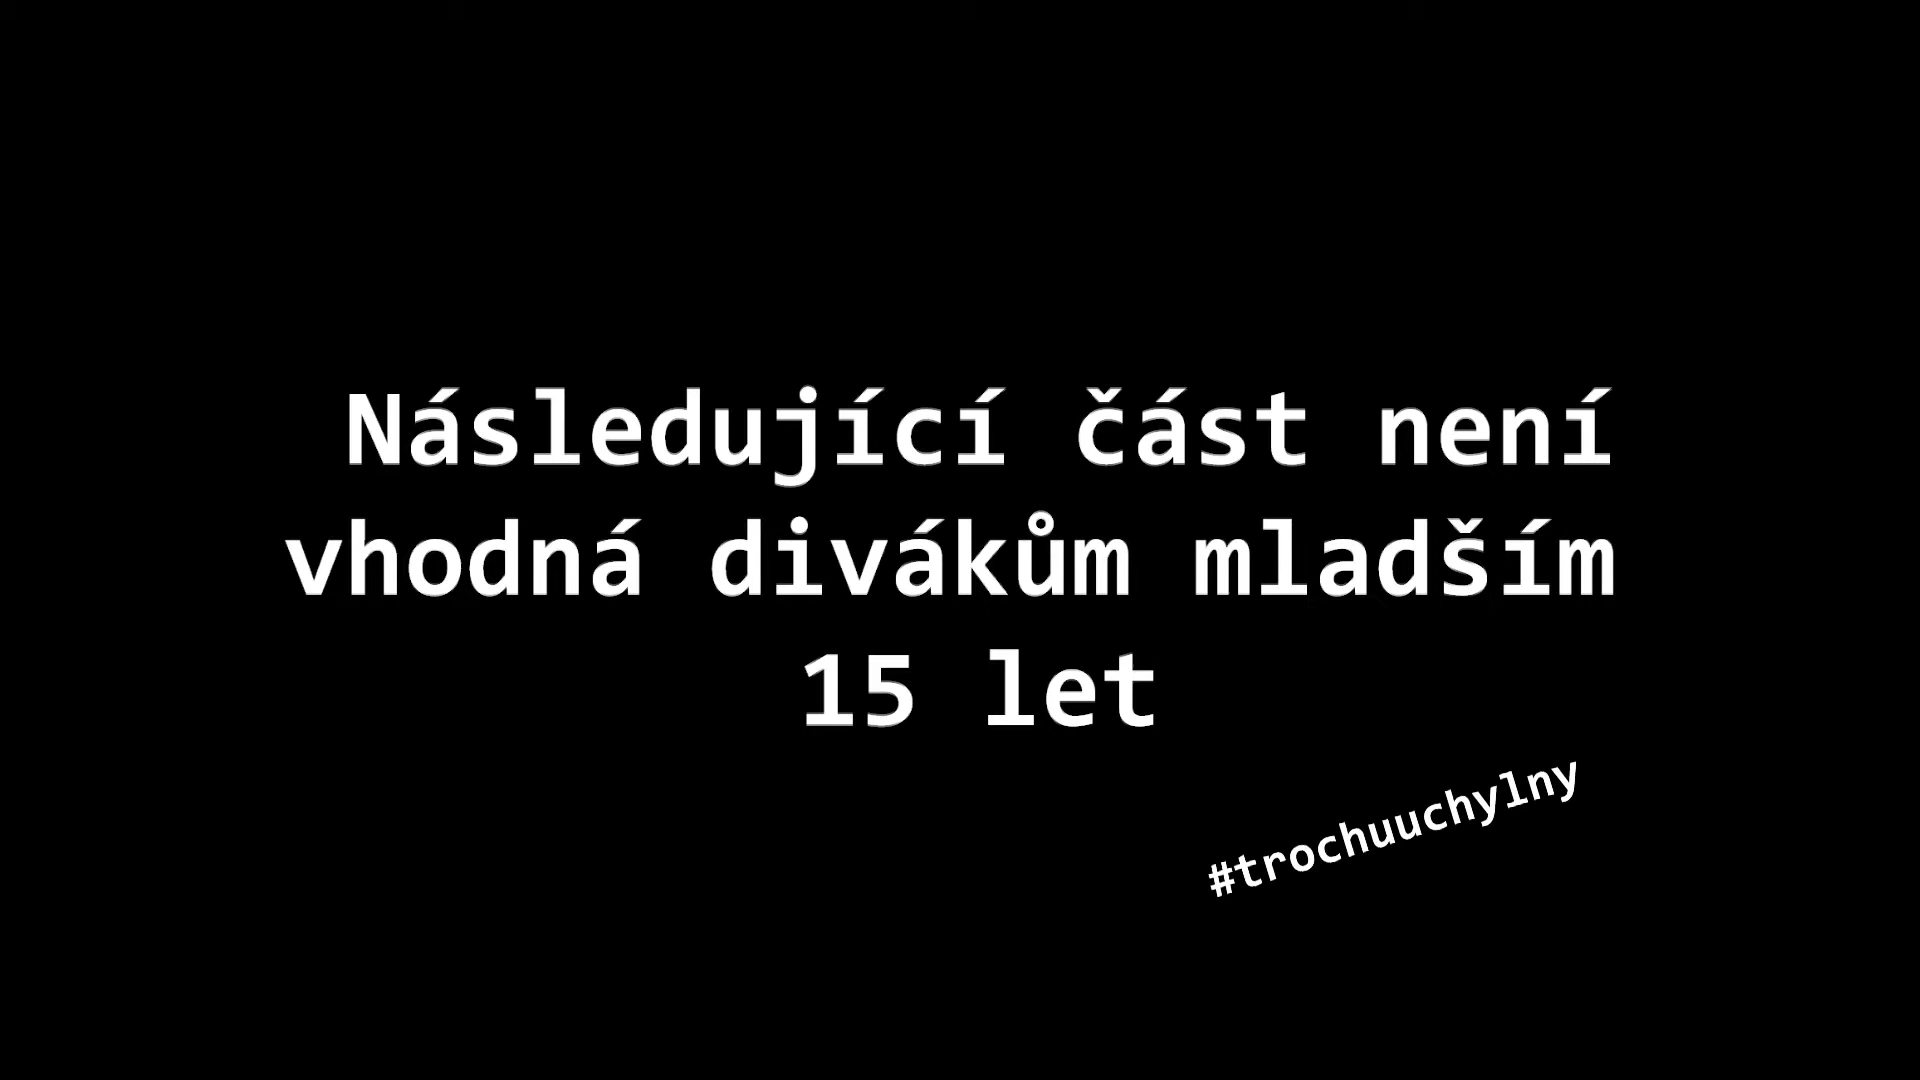 Následující část není
vhodná divákům mladším
15 let
#trochuuchylny